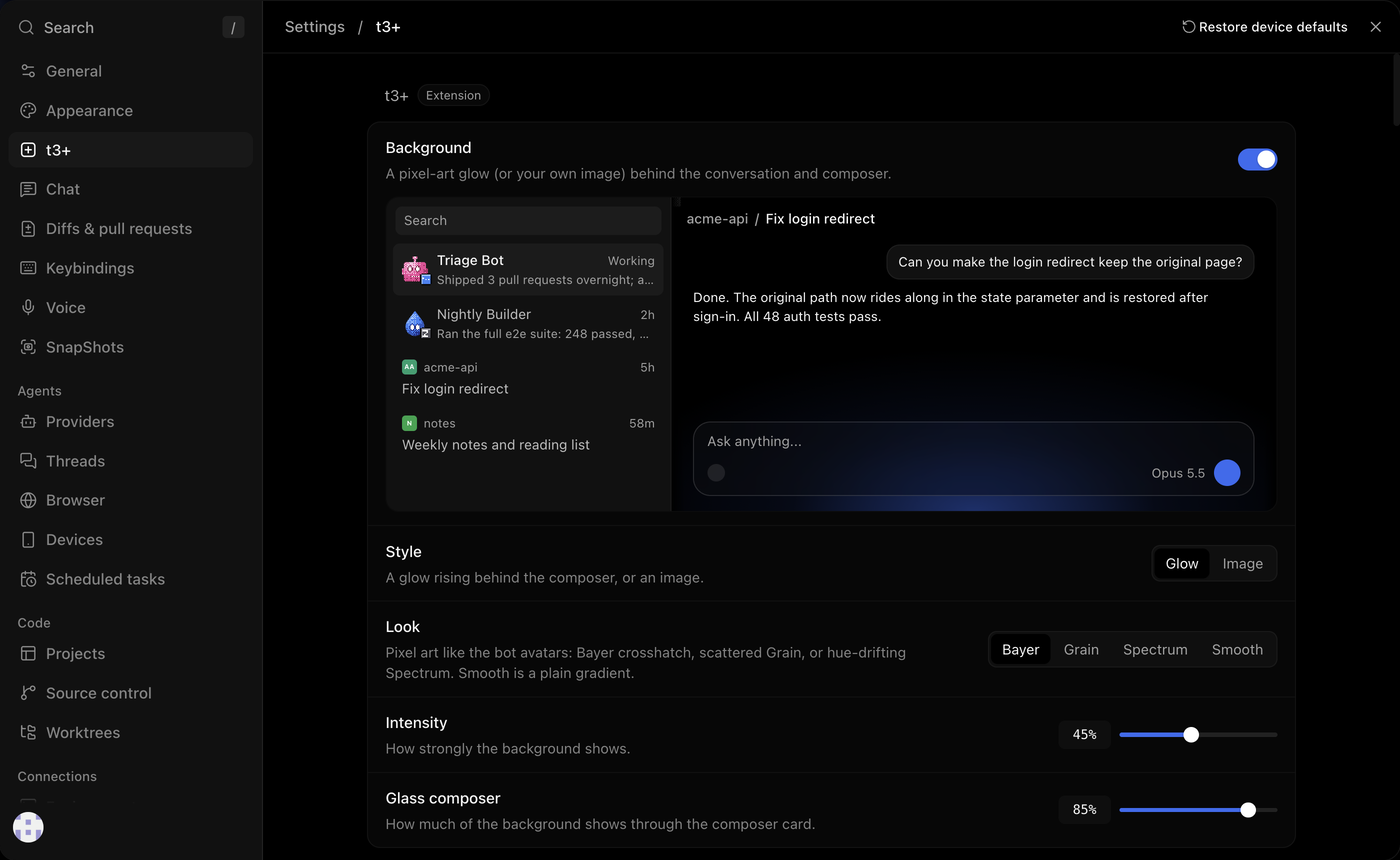 Search /
General
Appearance
t3+
Chat
Diffs & pull requests
Keybindings
Voice
SnapShots
Agents
Providers
Threads
Browser
Devices
Scheduled tasks
Code
Projects
Source control
Worktrees
Connections
Settings / t3+
Restore device defaults
t3+ Extension
Background
A pixel-art glow (or your own image) behind the conversation and composer.
Search
Triage Bot Working
Shipped 3 pull requests overnight; a...
Nightly Builder 2h
Ran the full e2e suite: 248 passed, ...
AA acme-api 5h
Fix login redirect
N notes 58m
Weekly notes and reading list
acme-api / Fix login redirect
Can you make the login redirect keep the original page?
Done. The original path now rides along in the state parameter and is restored after
sign-in. All 48 auth tests pass.
Ask anything...
Opus 5.5
Style
A glow rising behind the composer, or an image.
Glow Image
Look
Pixel art like the bot avatars: Bayer crosshatch, scattered Grain, or hue-drifting
Spectrum. Smooth is a plain gradient.
Bayer Grain Spectrum Smooth
Intensity
How strongly the background shows.
45%
Glass composer
How much of the background shows through the composer card.
85%